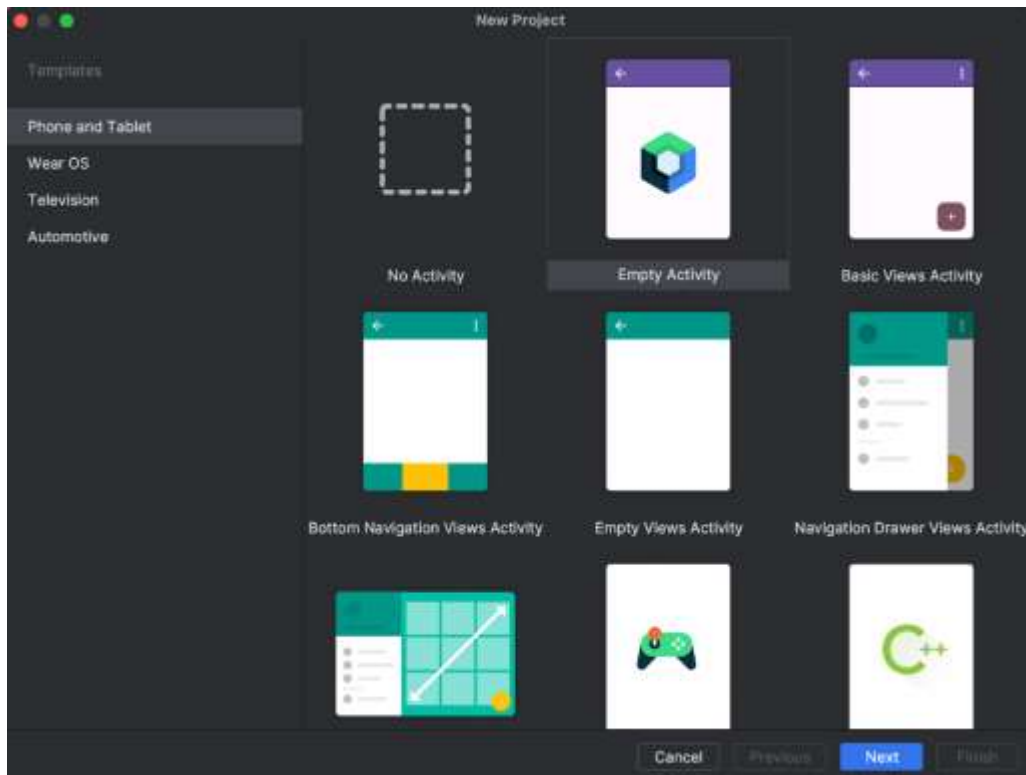 New Project
Templates
Phone and Tablet
Wear OS
Television
Automotive
No Activity
Empty Activity
Basic Views Activity
Bottom Navigation Views Activity
Empty Views Activity
Navigation Drawer Views Activity
C++
Cancel
Previous
Next
Finish